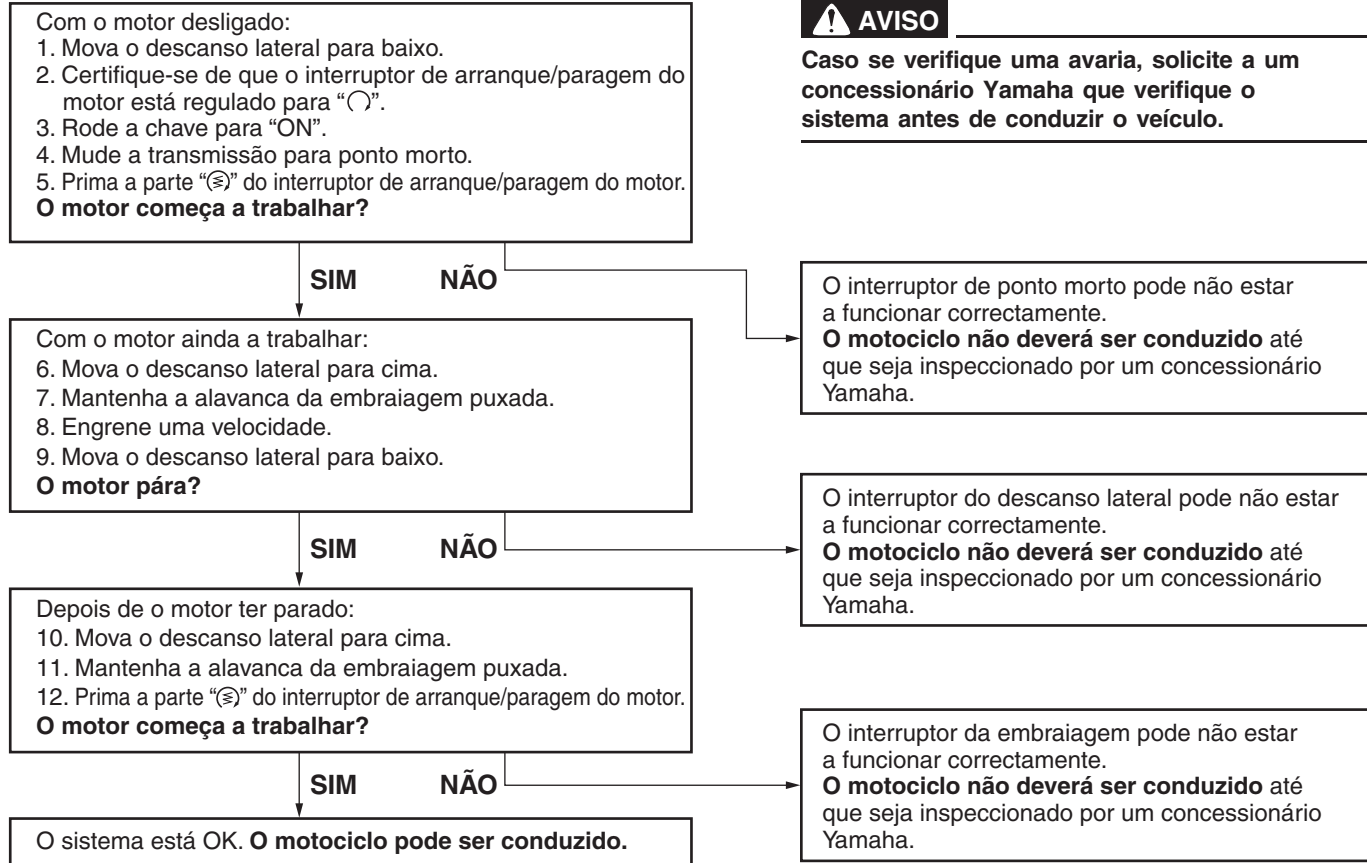 Com o motor desligado:
1. Mova o descanso lateral para baixo.
2. Certifique-se de que o interruptor de arranque/paragem do
motor está regulado para “◯”.
3. Rode a chave para “ON”.
4. Mude a transmissão para ponto morto.
5. Prima a parte “Ⓢ” do interruptor de arranque/paragem do motor.
O motor começa a trabalhar?
AVISO
Caso se verifique uma avaria, solicite a um
concessionário Yamaha que verifique o
sistema antes de conduzir o veículo.
SIM NÃO
O interruptor de ponto morto pode não estar
a funcionar correctamente.
O motociclo não deverá ser conduzido até
que seja inspeccionado por um concessionário
Yamaha.
Com o motor ainda a trabalhar:
6. Mova o descanso lateral para cima.
7. Mantenha a alavanca da embraiagem puxada.
8. Engrene uma velocidade.
9. Mova o descanso lateral para baixo.
O motor pára?
SIM NÃO
O interruptor do descanso lateral pode não estar
a funcionar correctamente.
O motociclo não deverá ser conduzido até
que seja inspeccionado por um concessionário
Yamaha.
Depois de o motor ter parado:
10. Mova o descanso lateral para cima.
11. Mantenha a alavanca da embraiagem puxada.
12. Prima a parte “Ⓢ” do interruptor de arranque/paragem do motor.
O motor começa a trabalhar?
SIM NÃO
O interruptor da embraiagem pode não estar
a funcionar correctamente.
O motociclo não deverá ser conduzido até
que seja inspeccionado por um concessionário
Yamaha.
O sistema está OK. O motociclo pode ser conduzido.